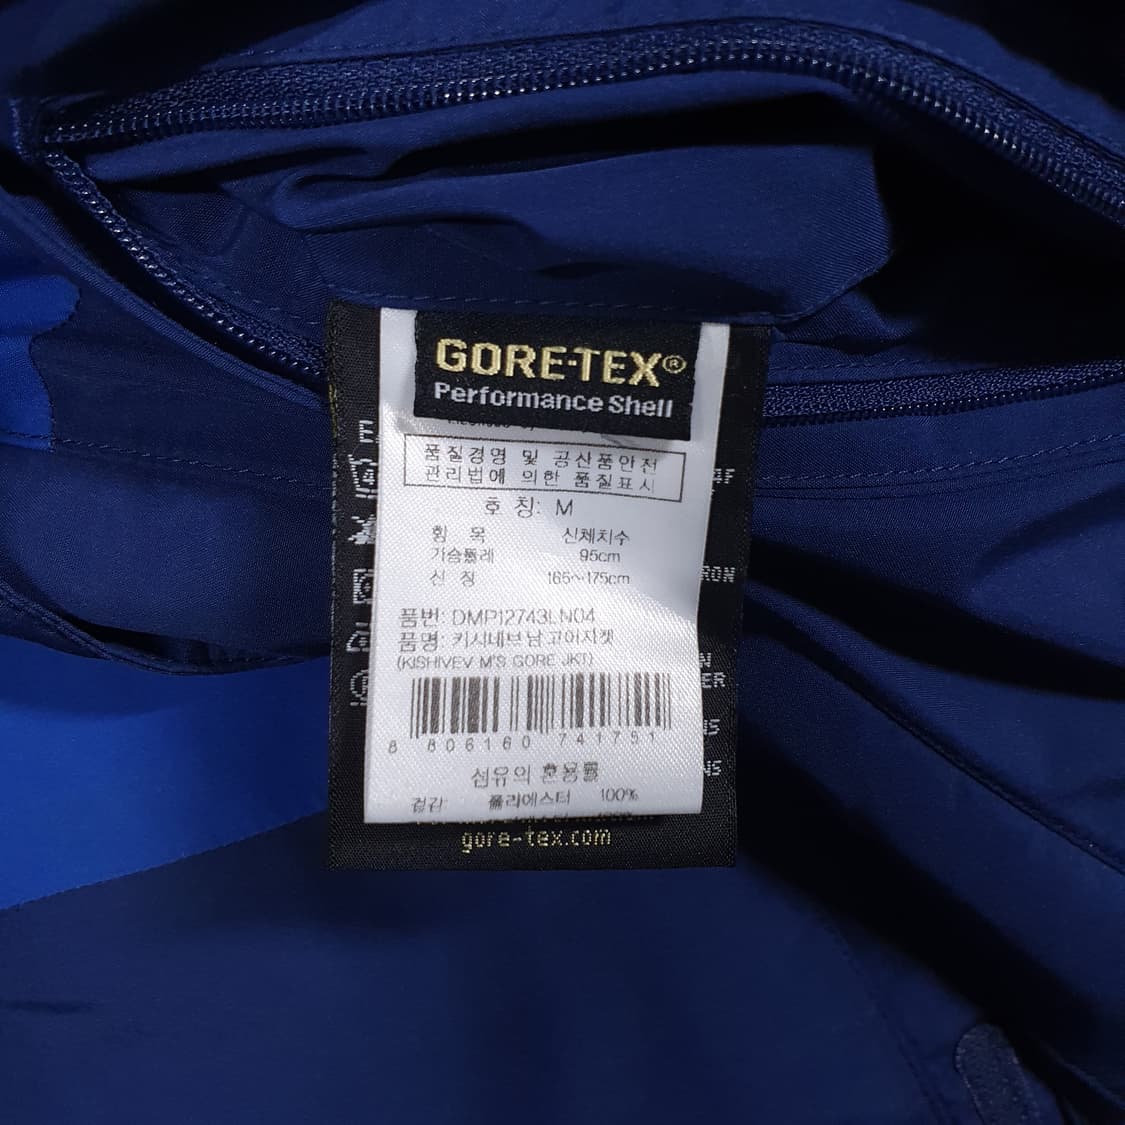 GORE-TEX®
Performance Shell
품질경영 및 공산품안전
관리법에 의한 품질표시
호 칭: M
항 목 신체치수
가슴둘레 95cm
신 장 165~175cm
품번: DMP12743LN04
품명: 키시네브남고어자켓
(KISHIVEV M'S GORE JKT)
8 806160 741751
섬유의 혼용률
겉감: 폴리에스터 100%
gore-tex.com